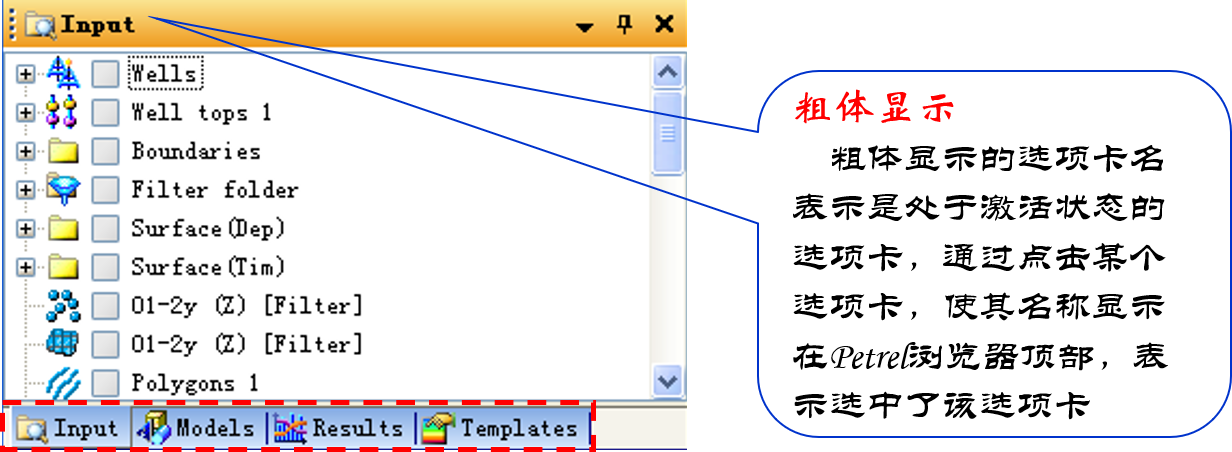 Input
Wells
Well tops 1
Boundaries
Filter folder
Surface(Dep)
Surface(Tim)
O1-2y (Z) [Filter]
O1-2y (Z) [Filter]
Polygons 1
Input Models Results Templates
粗体显示
粗体显示的选项卡名
表示是处于激活状态的
选项卡，通过点击某个
选项卡，使其名称显示
在Petrel浏览器顶部，表
示选中了该选项卡